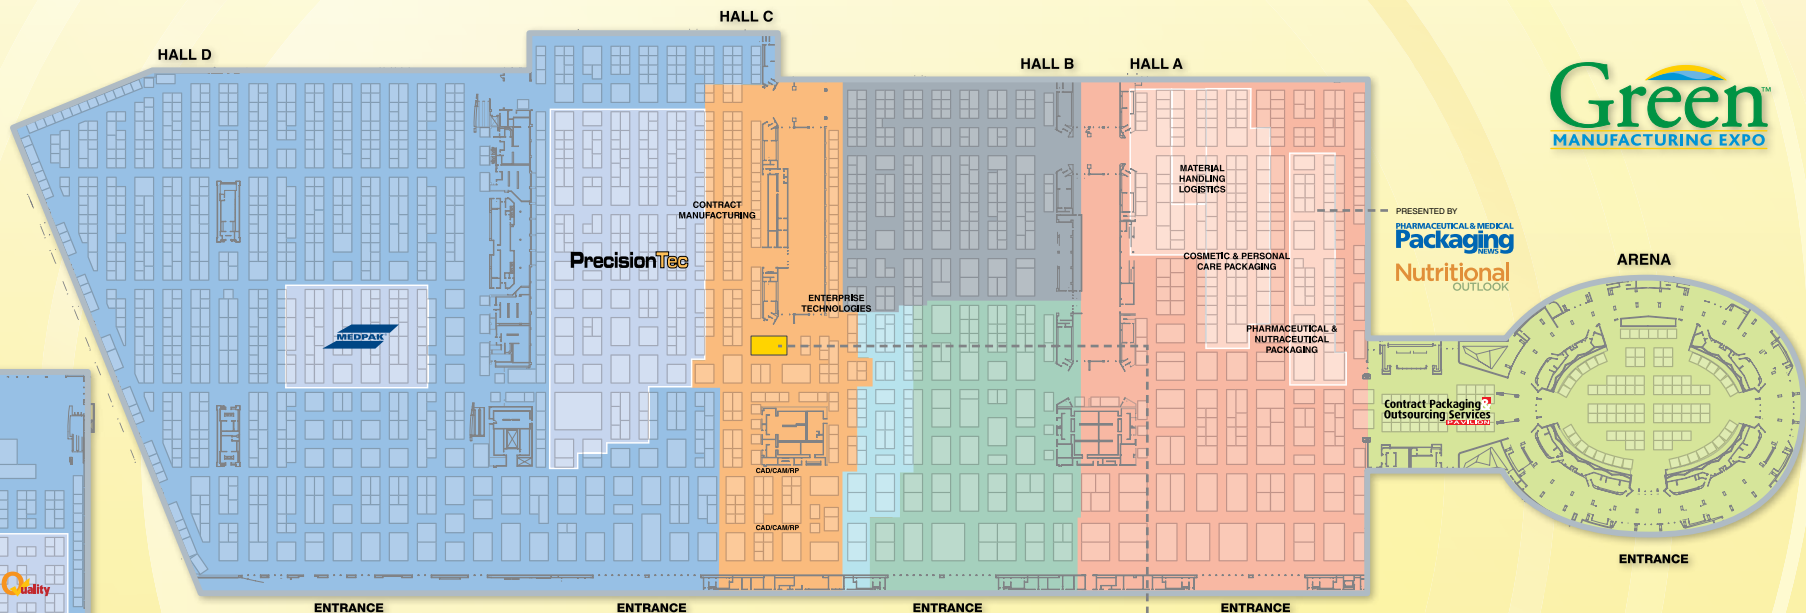 HALL C
HALL D
HALL B
HALL A
Green™
MANUFACTURING EXPO
MATERIAL
HANDLING
LOGISTICS
CONTRACT
MANUFACTURING
PRESENTED BY
PHARMACEUTICAL & MEDICAL
Packaging
NEWS
Nutritional
OUTLOOK
PrecisionTec
COSMETIC & PERSONAL
CARE PACKAGING
ARENA
ENTERPRISE
TECHNOLOGIES
MEDPAK
PHARMACEUTICAL &
NUTRACEUTICAL
PACKAGING
Contract Packaging &
Outsourcing Services
PAVILION
CAD/CAM/RP
CAD/CAM/RP
ENTRANCE
Quality
ENTRANCE
ENTRANCE
ENTRANCE
ENTRANCE